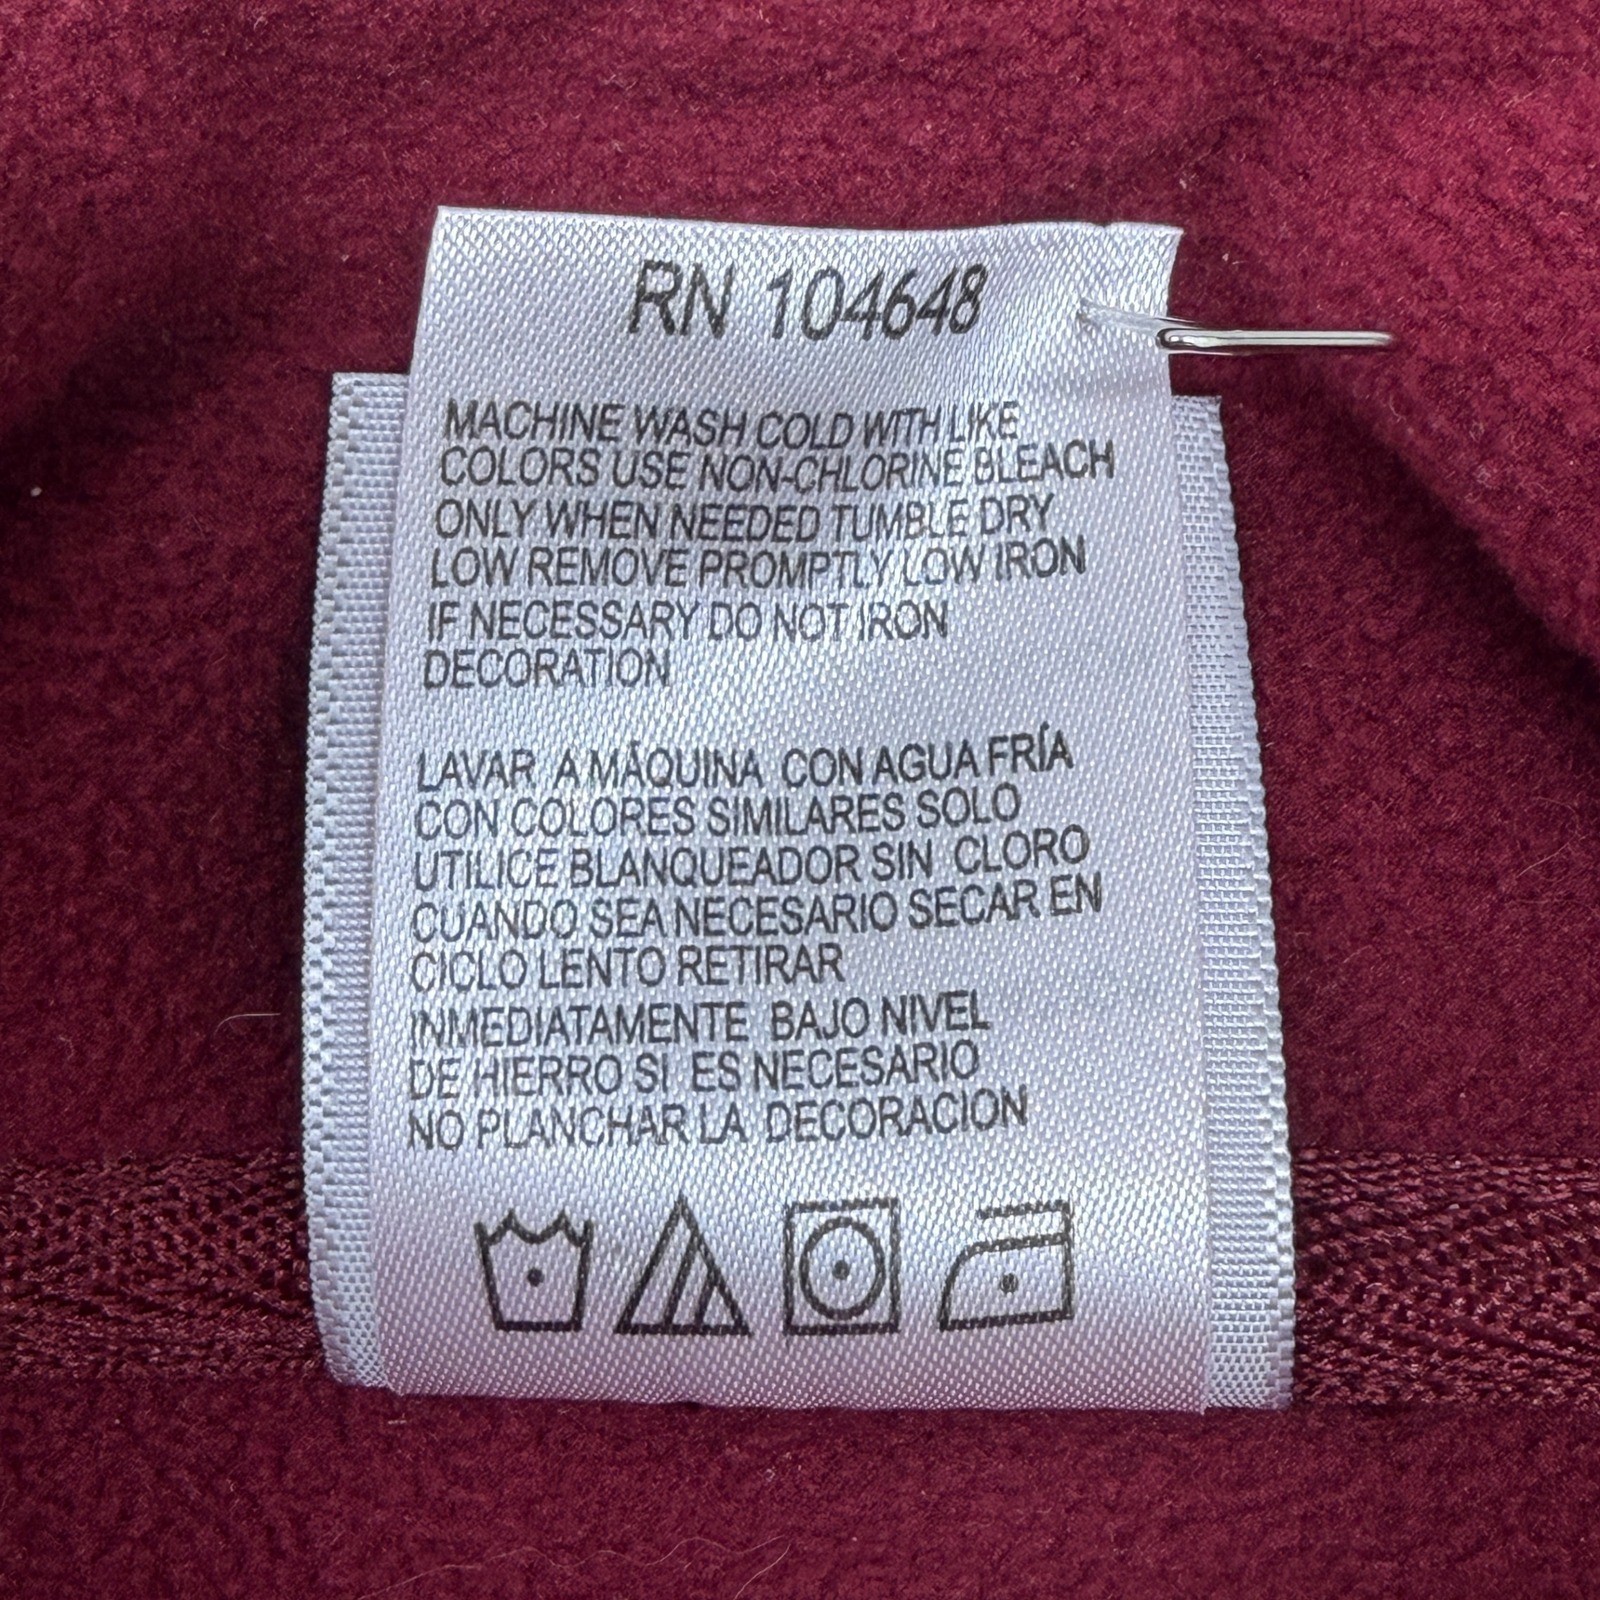 RN 104648
MACHINE WASH COLD WITH LIKE
COLORS USE NON-CHLORINE BLEACH
ONLY WHEN NEEDED TUMBLE DRY
LOW REMOVE PROMPTLY LOW IRON
IF NECESSARY DO NOT IRON
DECORATION
LAVAR A MÁQUINA CON AGUA FRÍA
CON COLORES SIMILARES SOLO
UTILICE BLANQUEADOR SIN CLORO
CUANDO SEA NECESARIO SECAR EN
CICLO LENTO RETIRAR
INMEDIATAMENTE BAJO NIVEL
DE HIERRO SI ES NECESARIO
NO PLANCHAR LA DECORACION